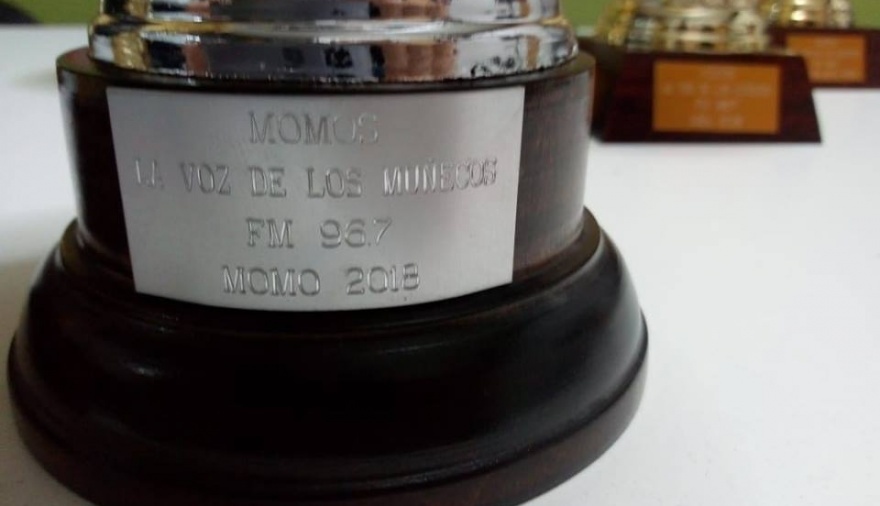 MOMOS
LA VOZ DE LOS MUÑECOS
FM 96.7
MOMO 2018